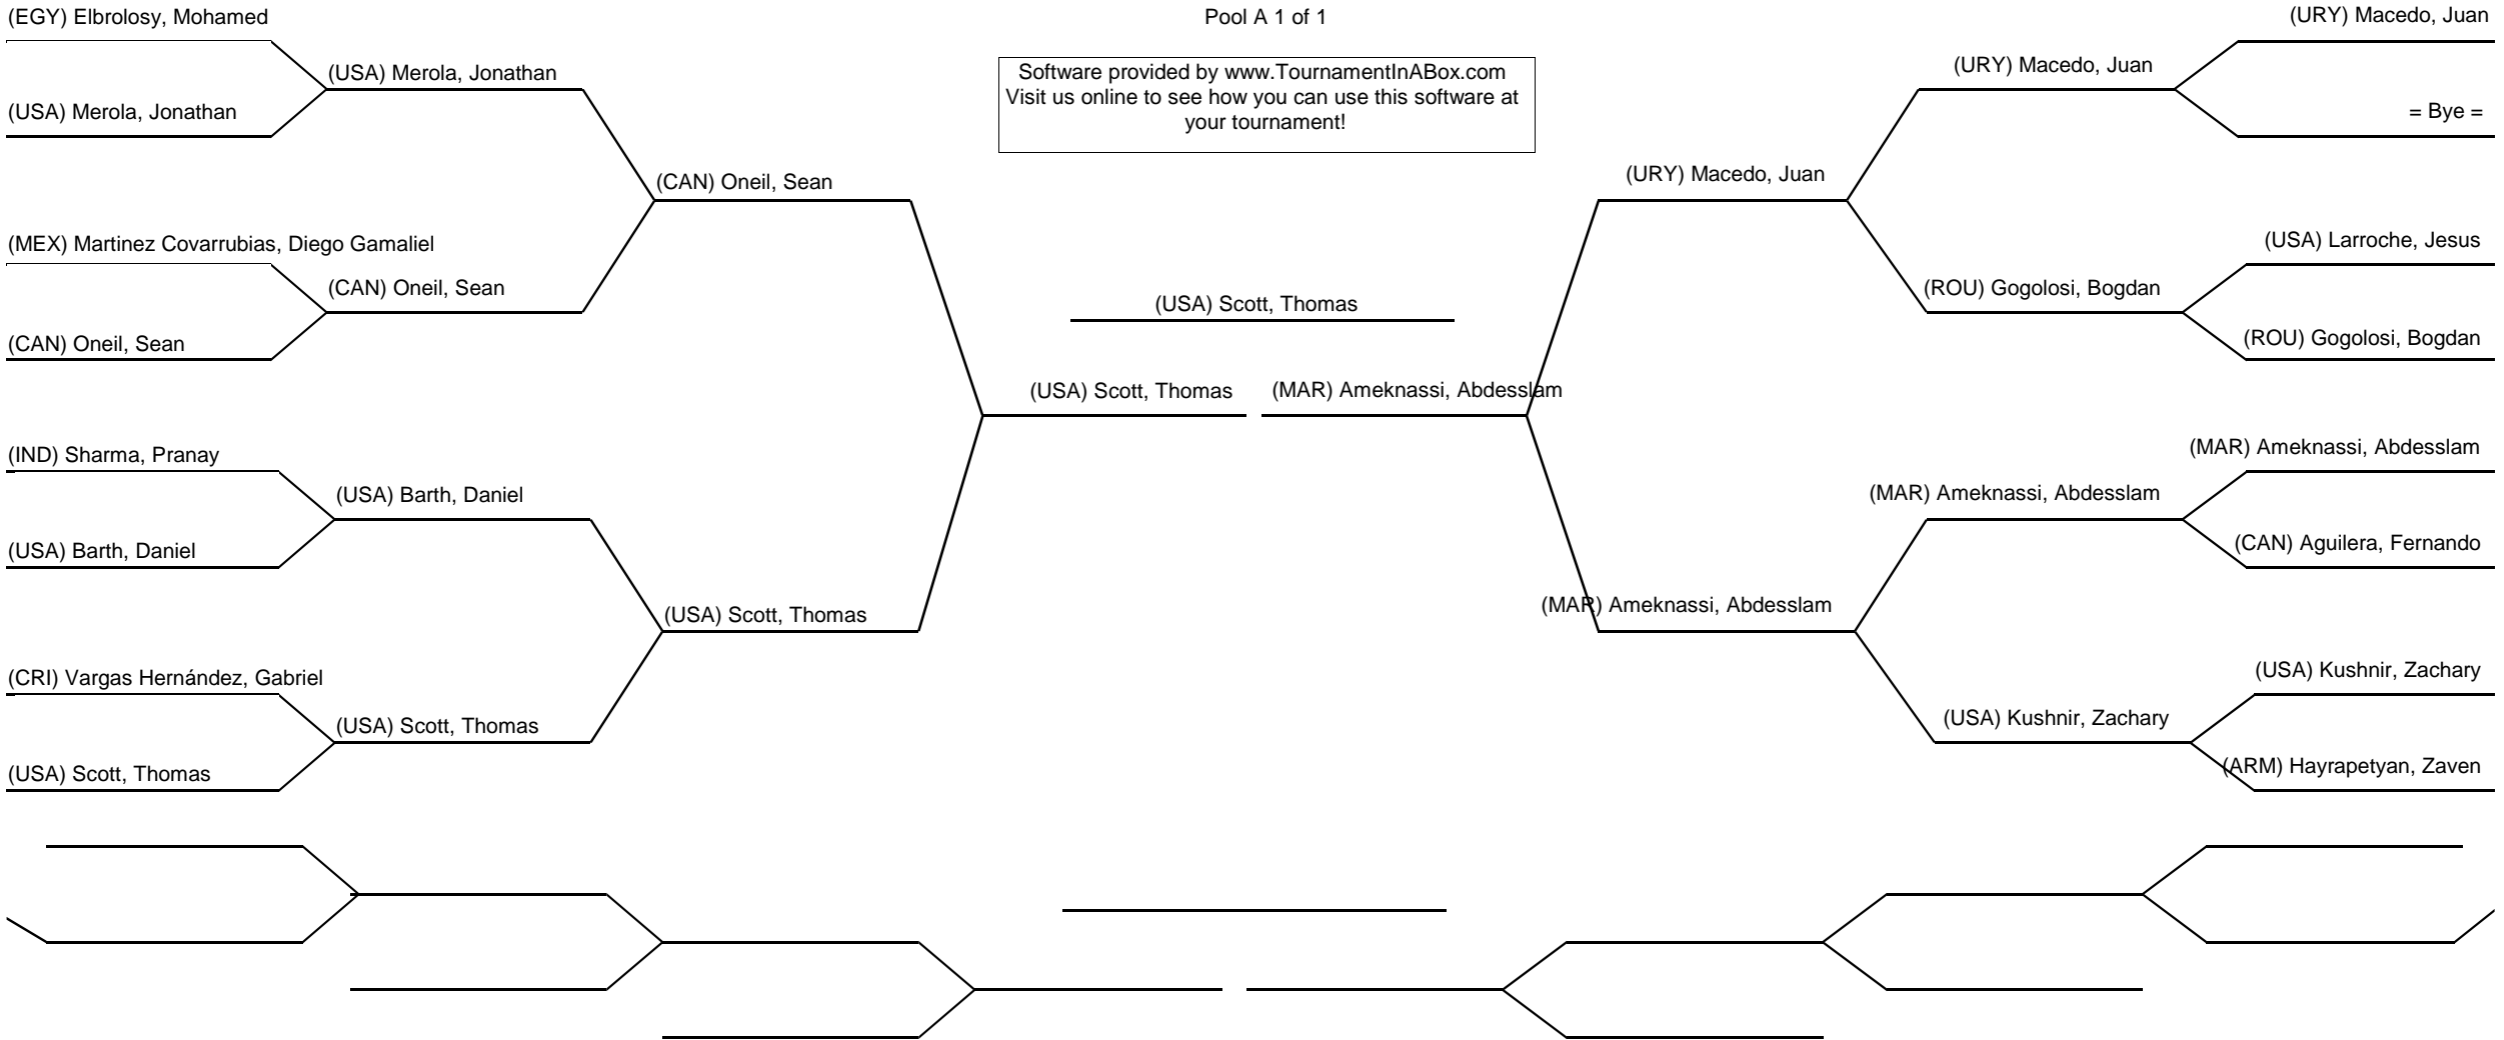 (EGY) Elbrolosy, Mohamed
Pool A 1 of 1
(URY) Macedo, Juan
Software provided by www.TournamentInABox.com
Visit us online to see how you can use this software at
your tournament!
(USA) Merola, Jonathan
(URY) Macedo, Juan
(USA) Merola, Jonathan
= Bye =
(CAN) Oneil, Sean
(URY) Macedo, Juan
(MEX) Martinez Covarrubias, Diego Gamaliel
(USA) Larroche, Jesus
(CAN) Oneil, Sean
(USA) Scott, Thomas
(ROU) Gogolosi, Bogdan
(CAN) Oneil, Sean
(ROU) Gogolosi, Bogdan
(USA) Scott, Thomas
(MAR) Ameknassi, Abdesslam
(IND) Sharma, Pranay
(MAR) Ameknassi, Abdesslam
(USA) Barth, Daniel
(MAR) Ameknassi, Abdesslam
(USA) Barth, Daniel
(CAN) Aguilera, Fernando
(USA) Scott, Thomas
(MAR) Ameknassi, Abdesslam
(CRI) Vargas Hernández, Gabriel
(USA) Kushnir, Zachary
(USA) Scott, Thomas
(USA) Kushnir, Zachary
(USA) Scott, Thomas
(ARM) Hayrapetyan, Zaven